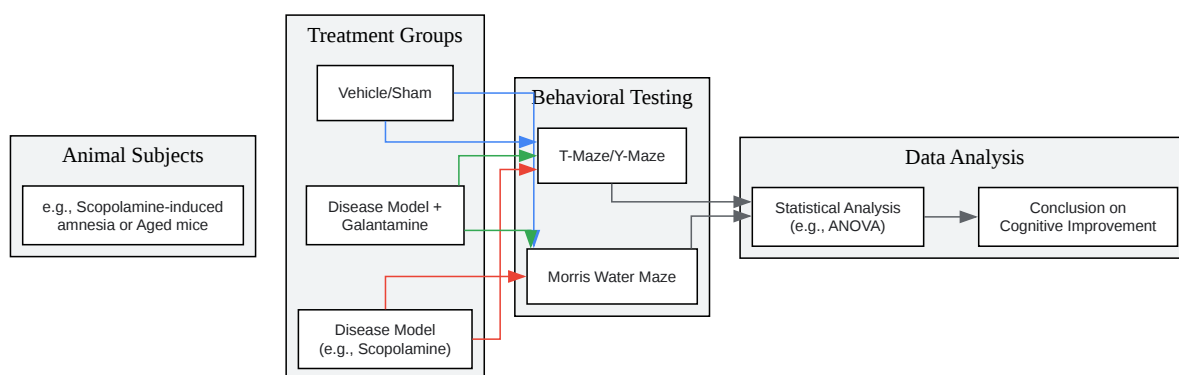 Animal Subjects
e.g., Scopolamine-induced
amnesia or Aged mice
Treatment Groups
Vehicle/Sham
Disease Model +
Galantamine
Disease Model
(e.g., Scopolamine)
Behavioral Testing
T-Maze/Y-Maze
Morris Water Maze
Data Analysis
Statistical Analysis
(e.g., ANOVA)
Conclusion on
Cognitive Improvement